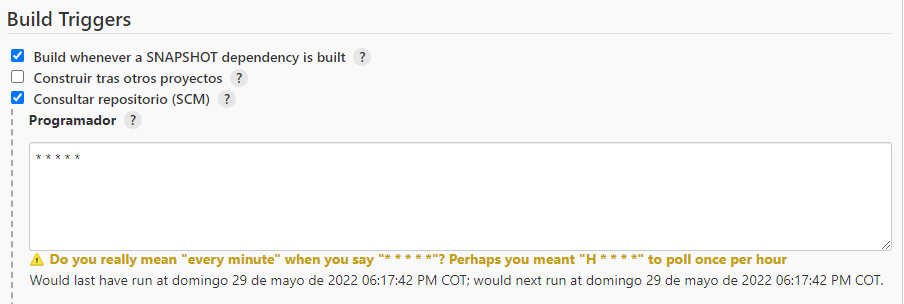 Build Triggers
Build whenever a SNAPSHOT dependency is built ?
Construir tras otros proyectos ?
Consultar repositorio (SCM) ?
Programador ?
* * * * *
Do you really mean "every minute" when you say "* * * * *"? Perhaps you meant "H * * * *" to poll once per hour
Would last have run at domingo 29 de mayo de 2022 06:17:42 PM COT; would next run at domingo 29 de mayo de 2022 06:17:42 PM COT.